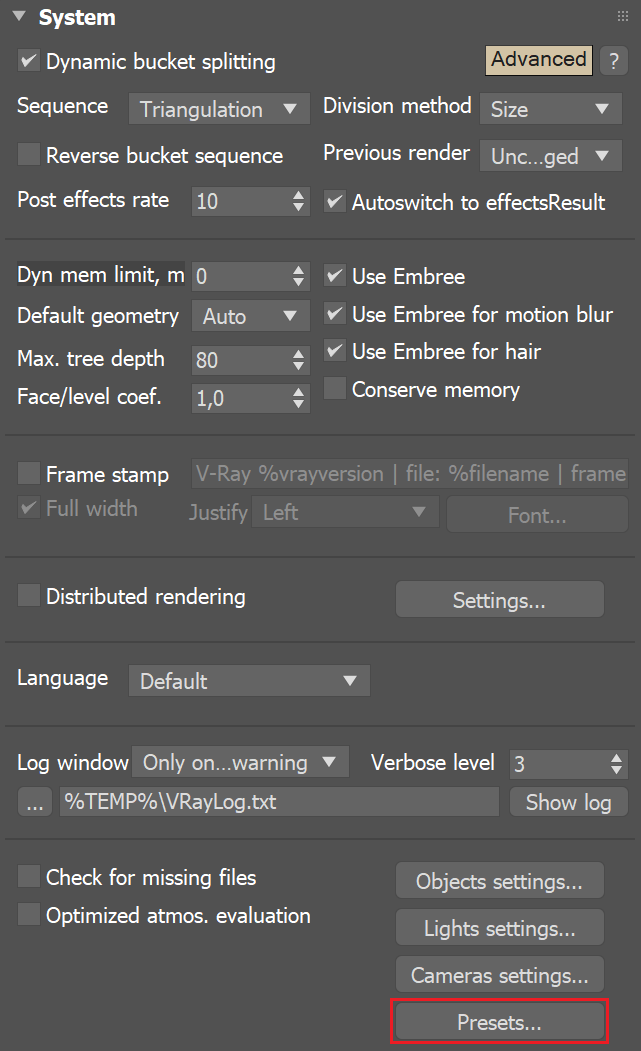 System
Dynamic bucket splitting Advanced ?
Sequence Triangulation Division method Size
Reverse bucket sequence Previous render Unc...ged
Post effects rate 10 Autoswitch to effectsResult
Dyn mem limit, m 0 Use Embree
Default geometry Auto Use Embree for motion blur
Max. tree depth 80 Use Embree for hair
Face/level coef. 1,0 Conserve memory
Frame stamp V-Ray %vrayversion | file: %filename | frame
Full width Justify Left Font...
Distributed rendering Settings...
Language Default
Log window Only on...warning Verbose level 3
... %TEMP%\VRayLog.txt Show log
Check for missing files Objects settings...
Optimized atmos. evaluation Lights settings...
Cameras settings...
Presets...